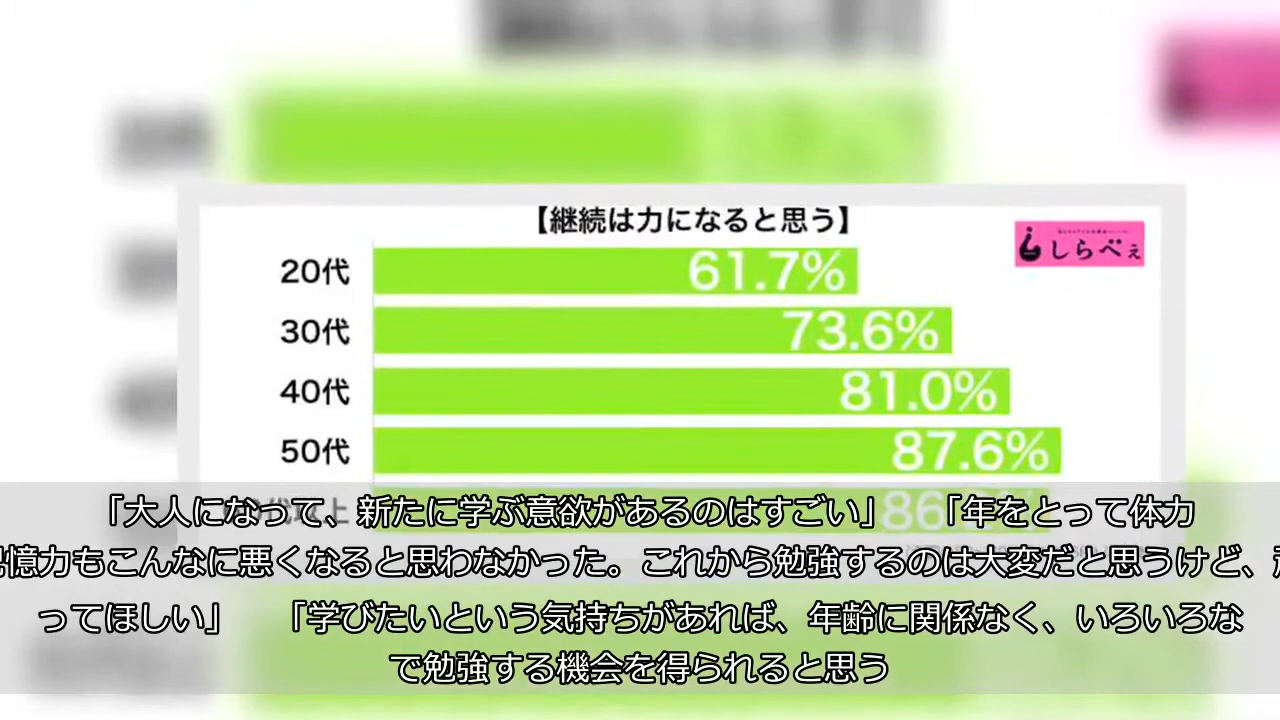 【継続は力になると思う】
しらべぇ
20代 61.7%
30代 73.6%
40代 81.0%
50代 87.6%
代以上 86
「大人になって、新たに学ぶ意欲があるのはすごい」 「年をとって体力
憶力もこんなに悪くなると思わなかった。これから勉強するのは大変だと思うけど、
ってほしい」 「学びたいという気持ちがあれば、年齢に関係なく、いろいろな
で勉強する機会を得られると思う